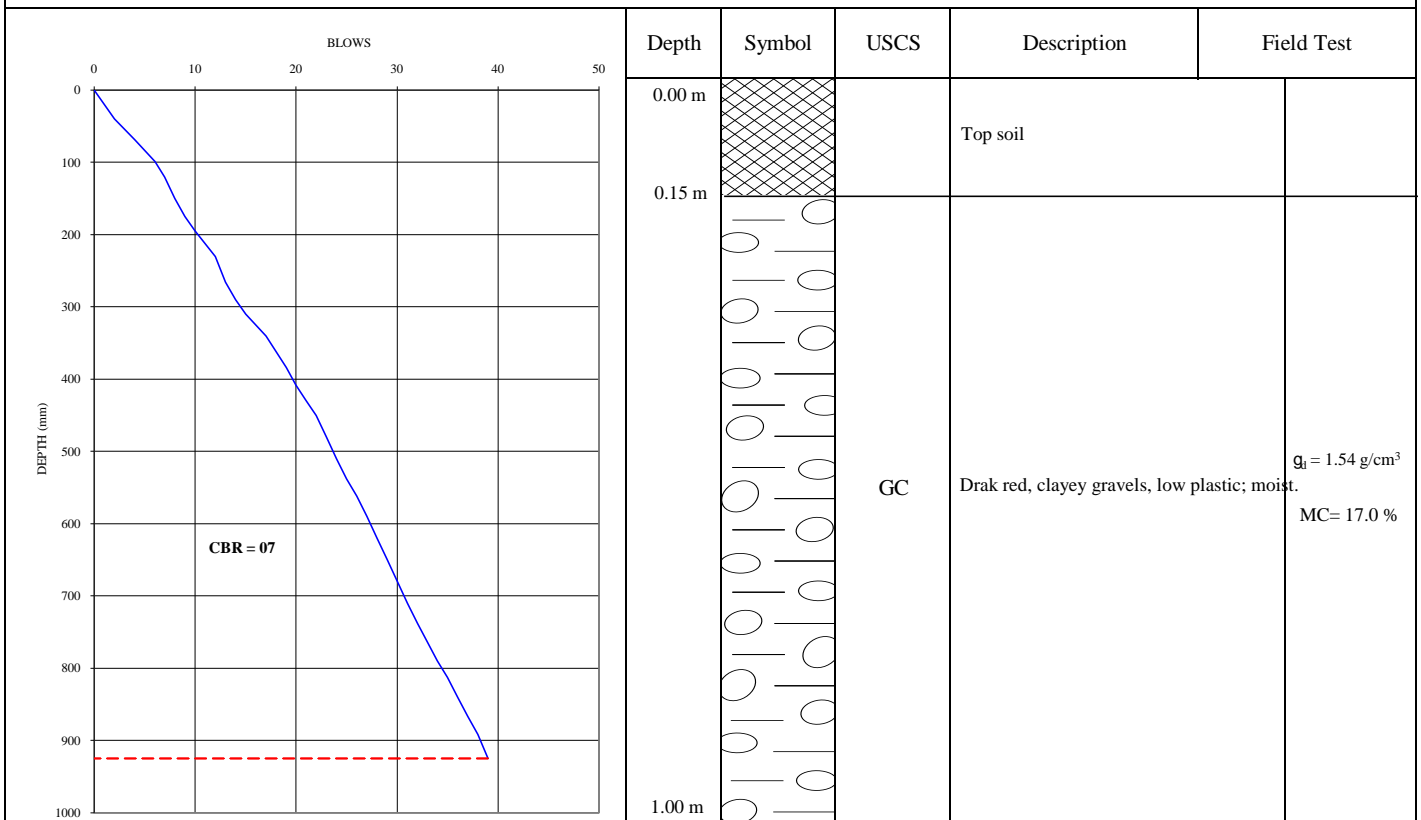 BLOWS
0 10 20 30 40 50
0
100
200
300
400
500
600
700
800
900
1000
DEPTH (mm)
CBR = 07
Depth Symbol USCS Description Field Test
0.00 m
Top soil
0.15 m
GC
Drak red, clayey gravels, low plastic; moist.
gd = 1.54 g/cm³
MC= 17.0 %
1.00 m